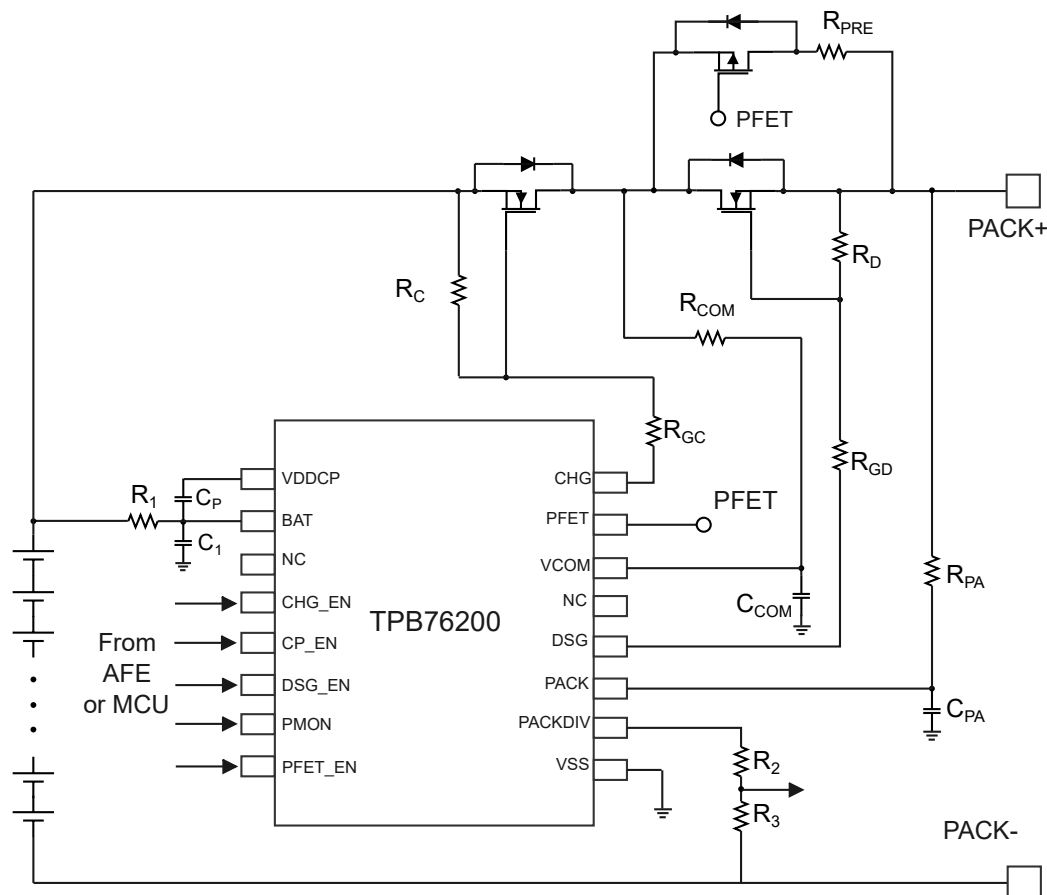 R_PRE
PFET
PACK+
R_C
R_COM
R_D
R_GC
R_GD
R_1
C_P
C_1
VDDCP
BAT
NC
CHG_EN
CP_EN
DSG_EN
PMON
PFET_EN
TPB76200
CHG
PFET
VCOM
NC
DSG
PACK
PACKDIV
VSS
PFET
C_COM
R_PA
C_PA
From
AFE
or MCU
R_2
R_3
PACK-